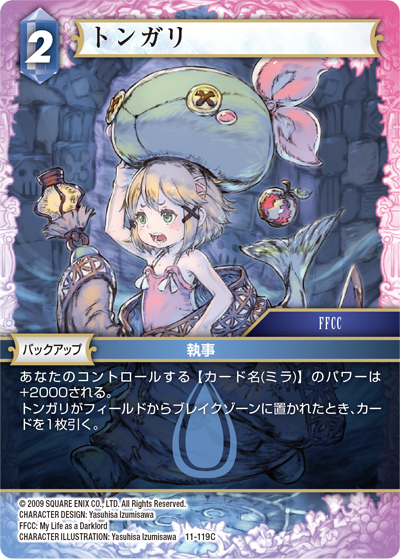 2
トンガリ
FFCC
バックアップ
執事
あなたのコントロールする【カード名(ミラ)】のパワーは
+2000される。
トンガリがフィールドからブレイクゾーンに置かれたとき、カー
ドを1枚引く。
© 2009 SQUARE ENIX CO., LTD. All Rights Reserved.
CHARACTER DESIGN: Yasuhisa Izumisawa
FFCC: My Life as a Darklord
CHARACTER ILLUSTRATION: Yasuhisa Izumisawa
11-119C